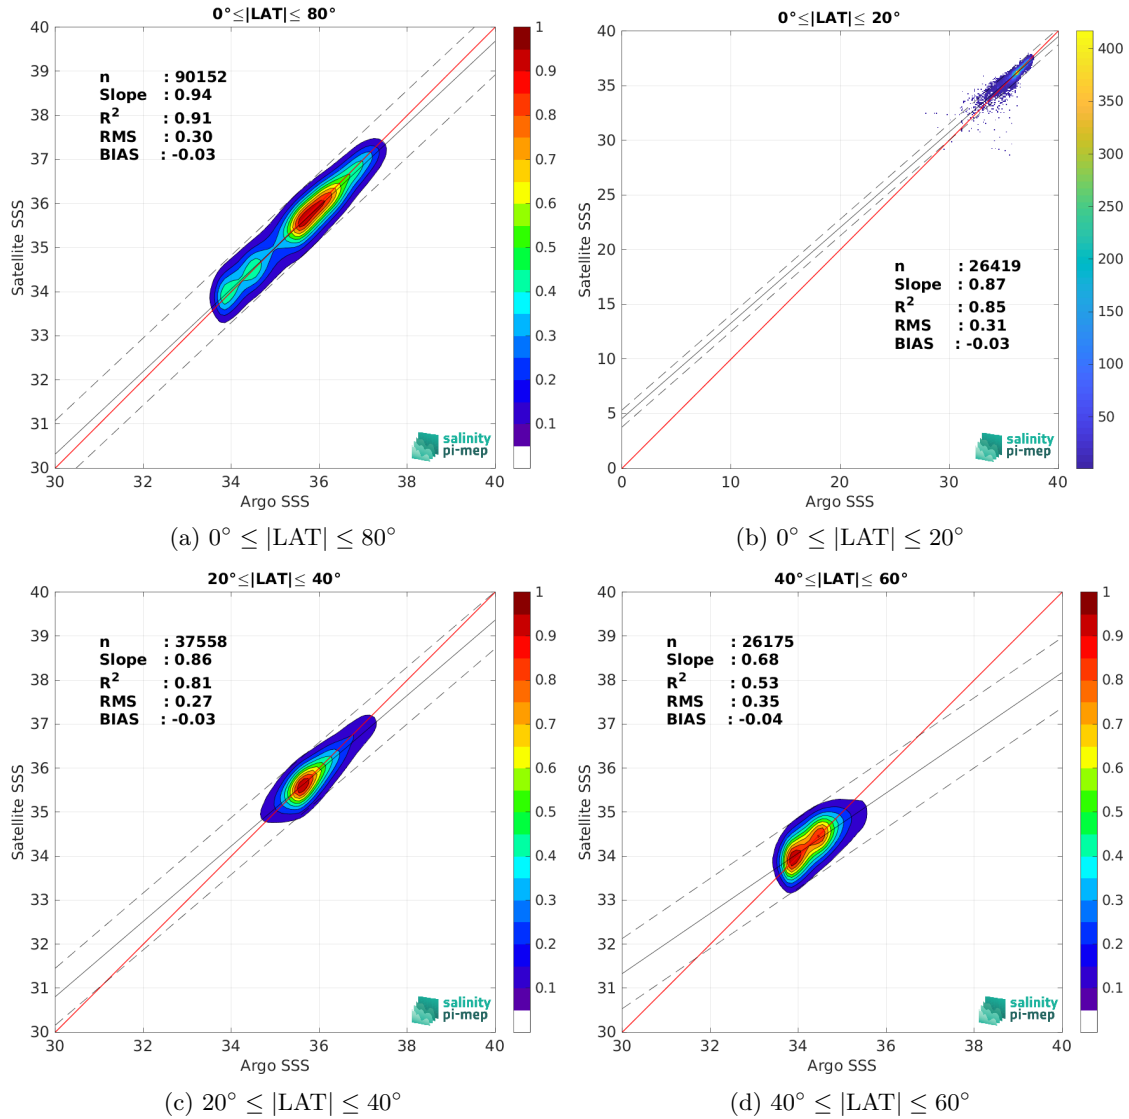 0°≤|LAT|≤ 80°
40
39
38
37
36
35
34
33
32
31
30
Satellite SSS
n : 90152
Slope : 0.94
R² : 0.91
RMS : 0.30
BIAS : -0.03
salinity
pi-mep
30 32 34 36 38 40
Argo SSS
1
0.9
0.8
0.7
0.6
0.5
0.4
0.3
0.2
0.1
(a) 0° ≤ |LAT| ≤ 80°
0°≤|LAT|≤ 20°
40
35
30
25
20
15
10
5
0
Satellite SSS
n : 26419
Slope : 0.87
R² : 0.85
RMS : 0.31
BIAS : -0.03
salinity
pi-mep
0 10 20 30 40
Argo SSS
400
350
300
250
200
150
100
50
(b) 0° ≤ |LAT| ≤ 20°
20°≤|LAT|≤ 40°
40
39
38
37
36
35
34
33
32
31
30
Satellite SSS
n : 37558
Slope : 0.86
R² : 0.81
RMS : 0.27
BIAS : -0.03
salinity
pi-mep
30 32 34 36 38 40
Argo SSS
1
0.9
0.8
0.7
0.6
0.5
0.4
0.3
0.2
0.1
(c) 20° ≤ |LAT| ≤ 40°
40°≤|LAT|≤ 60°
40
39
38
37
36
35
34
33
32
31
30
Satellite SSS
n : 26175
Slope : 0.68
R² : 0.53
RMS : 0.35
BIAS : -0.04
salinity
pi-mep
30 32 34 36 38 40
Argo SSS
1
0.9
0.8
0.7
0.6
0.5
0.4
0.3
0.2
0.1
(d) 40° ≤ |LAT| ≤ 60°